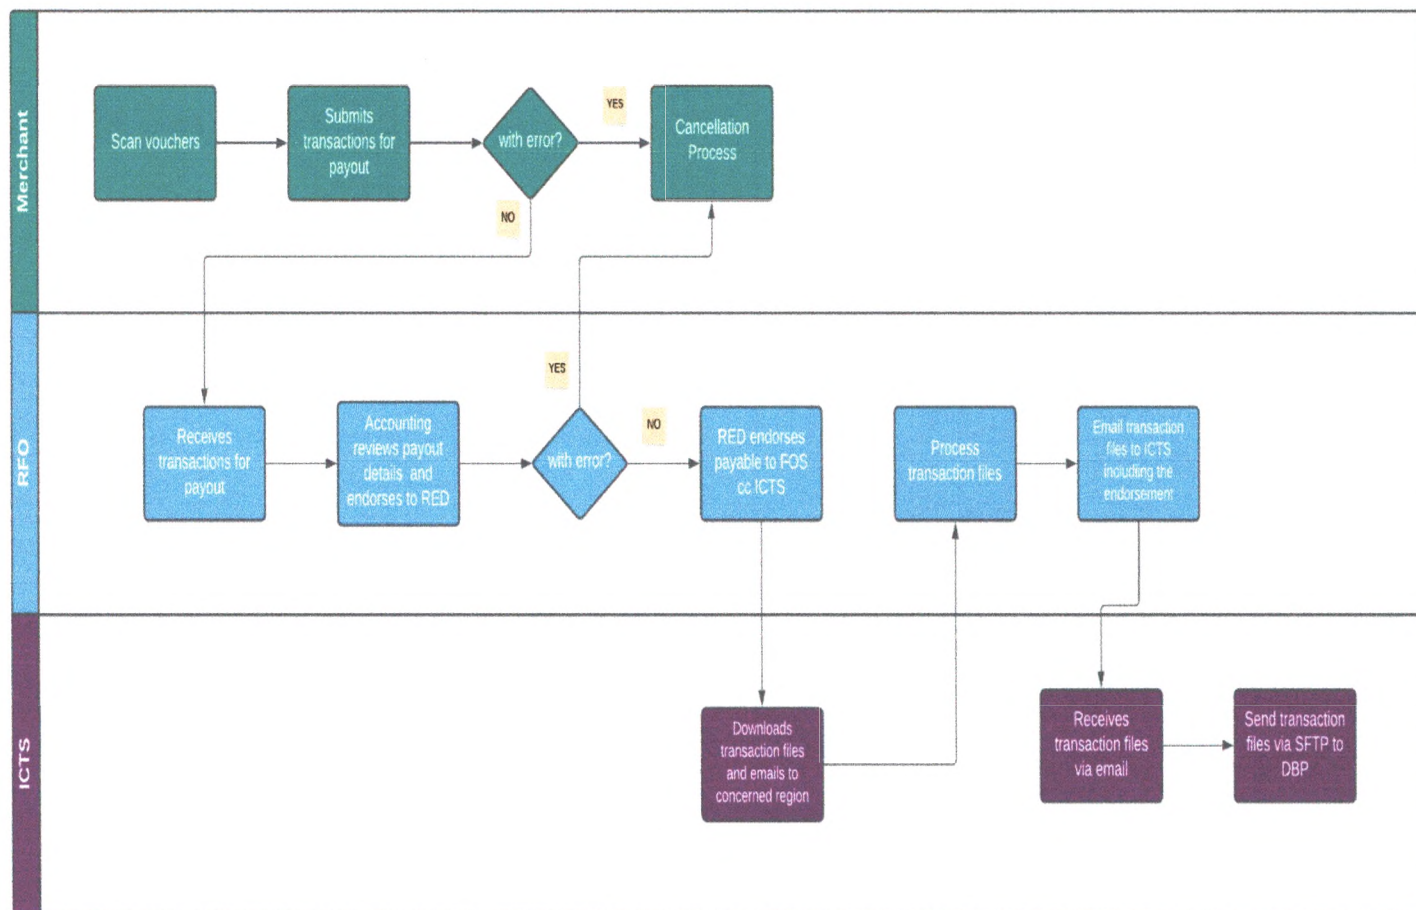 Merchant
Scan vouchers
Submits
transactions for
payout
with error?
YES
Cancellation
Process
NO
RFO
Receives
transactions for
payout
Accounting
reviews payout
details and
endorses to RED
with error?
YES
NO
RED endorses
payable to FOS
cc ICTS
Process
transaction files
Email transaction
files to ICTS
including the
endorsement
ICTS
Downloads
transaction files
and emails to
concerned region
Receives
transaction files
via email
Send transaction
files via SFTP to
DBP